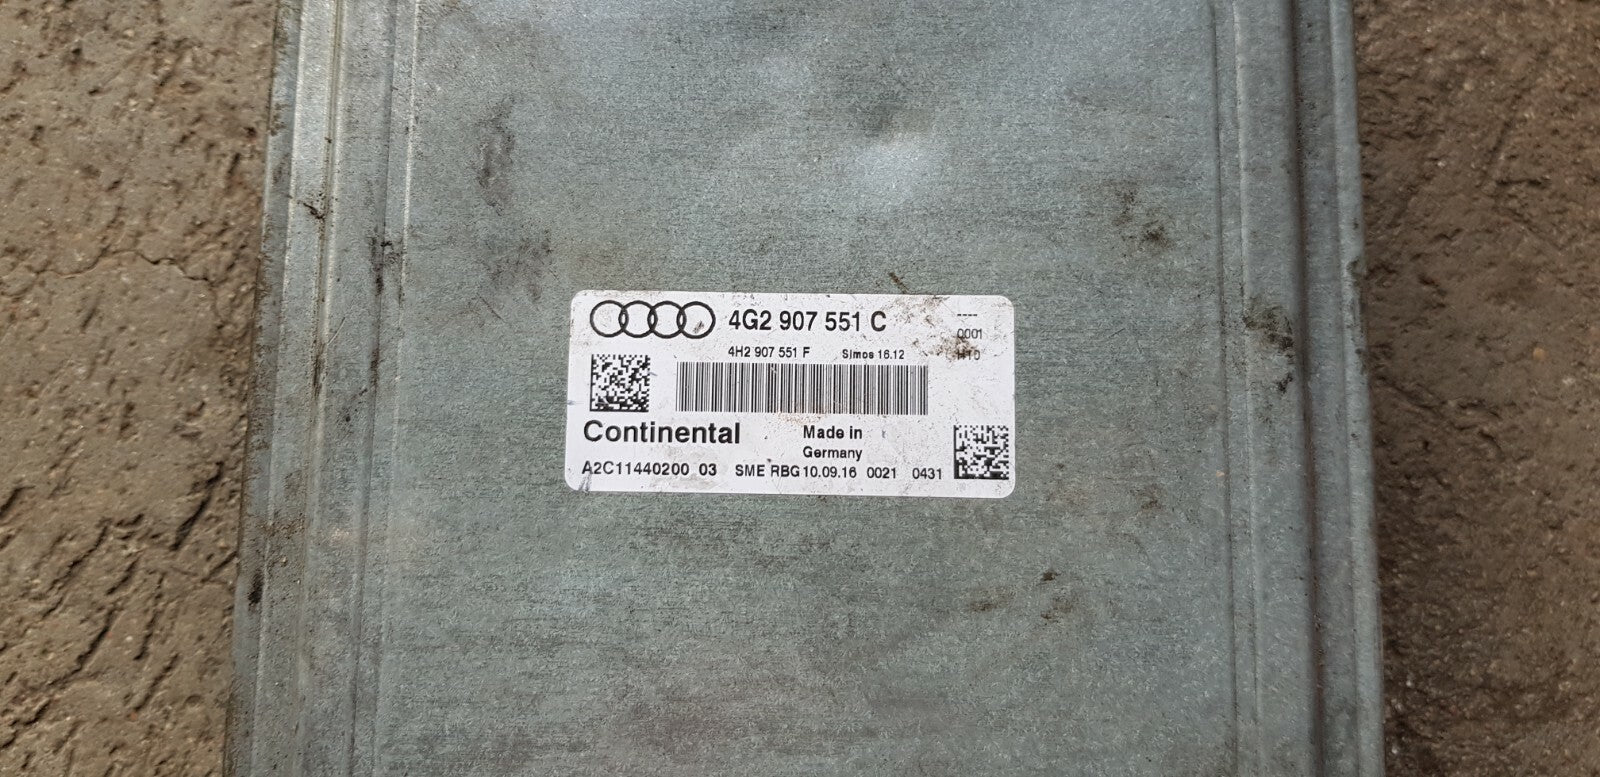 4G2 907 551 C
----
0001
4H2 907 551 F Simos 16.12 H10
Continental
Made in
Germany
A2C11440200 03 SME RBG 10.09.16 0021 0431